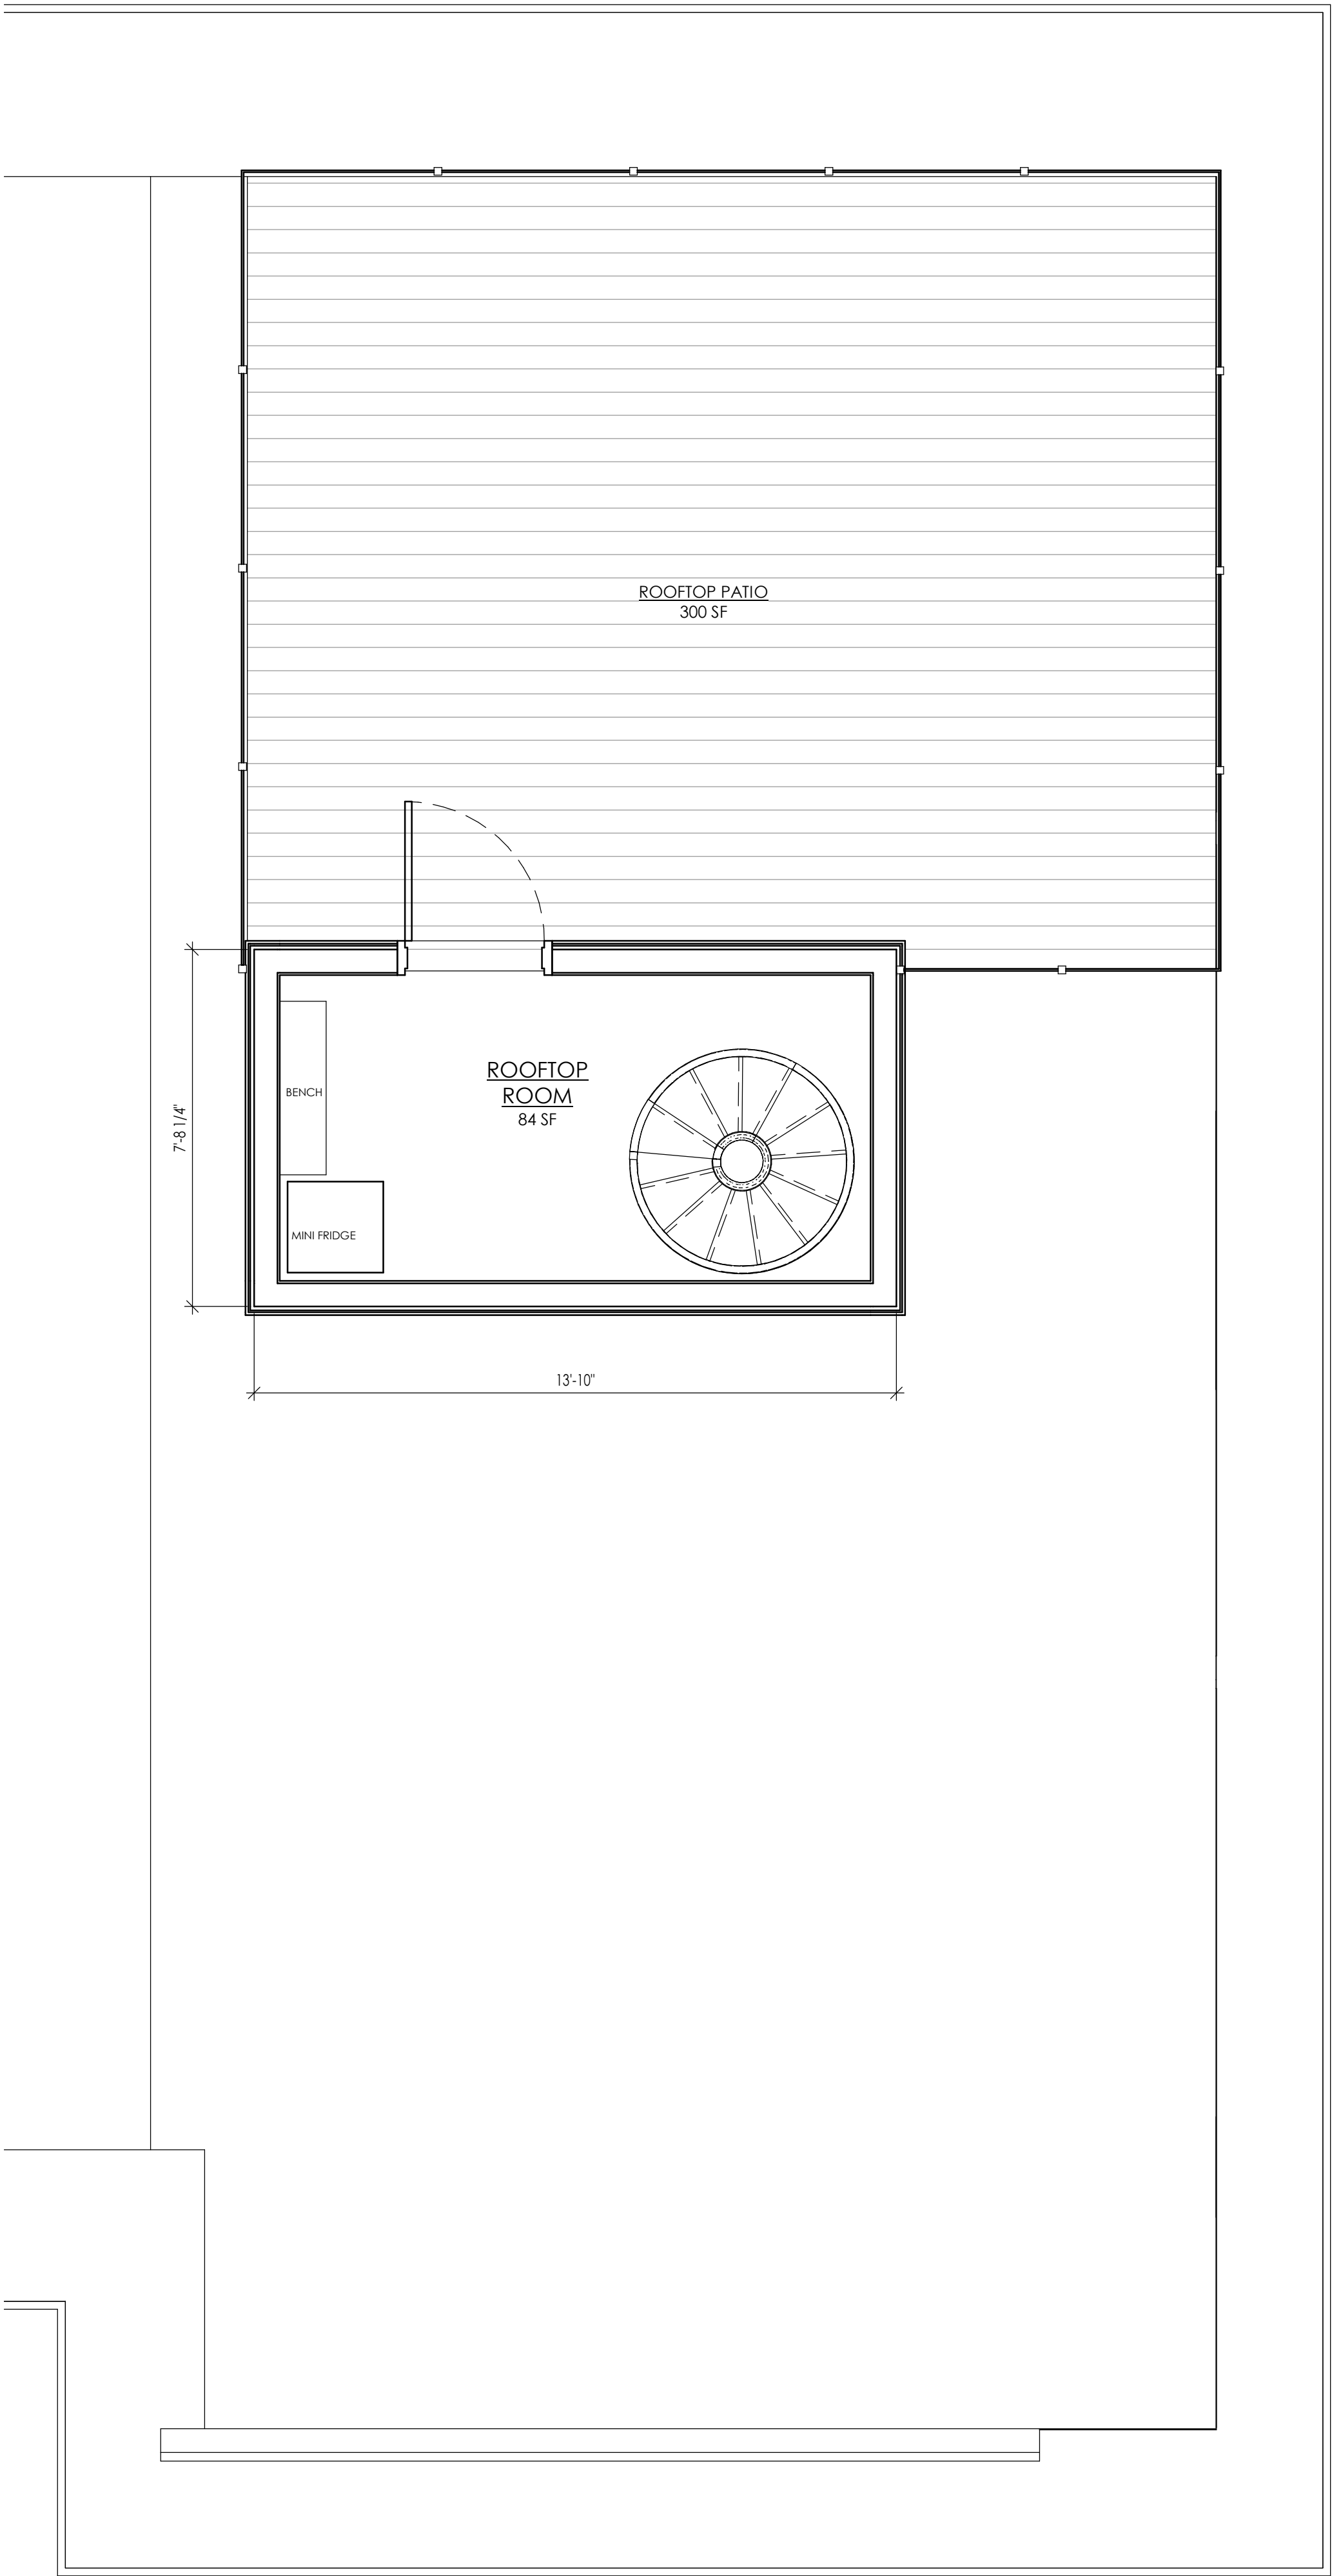 ROOFTOP PATIO
300 SF
ROOFTOP
ROOM
84 SF
BENCH
MINI FRIDGE
7'-8 1/4"
13'-10"